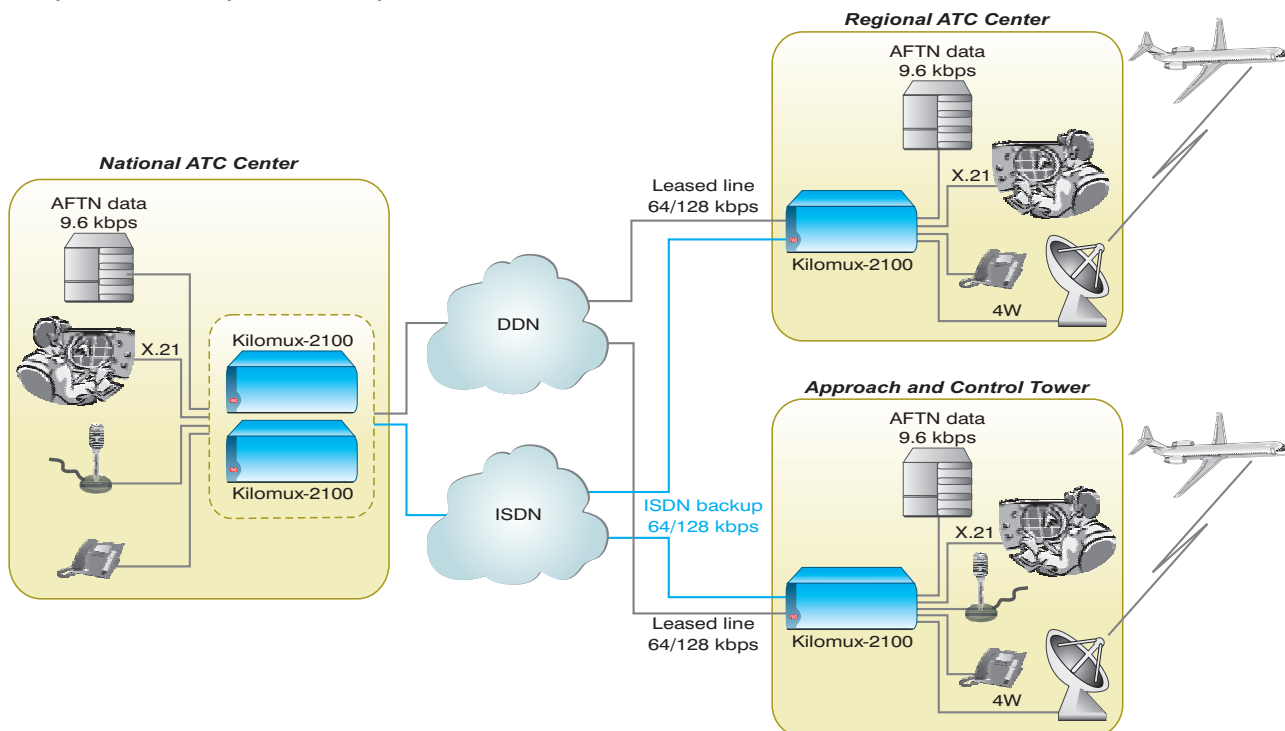 Regional ATC Center
AFTN data
9.6 kbps
X.21
Leased line
64/128 kbps
Kilomux-2100
4W
National ATC Center
AFTN data
9.6 kbps
X.21
Kilomux-2100
Kilomux-2100
DDN
ISDN
ISDN backup
64/128 kbps
Leased line
64/128 kbps
Approach and Control Tower
AFTN data
9.6 kbps
X.21
Kilomux-2100
4W